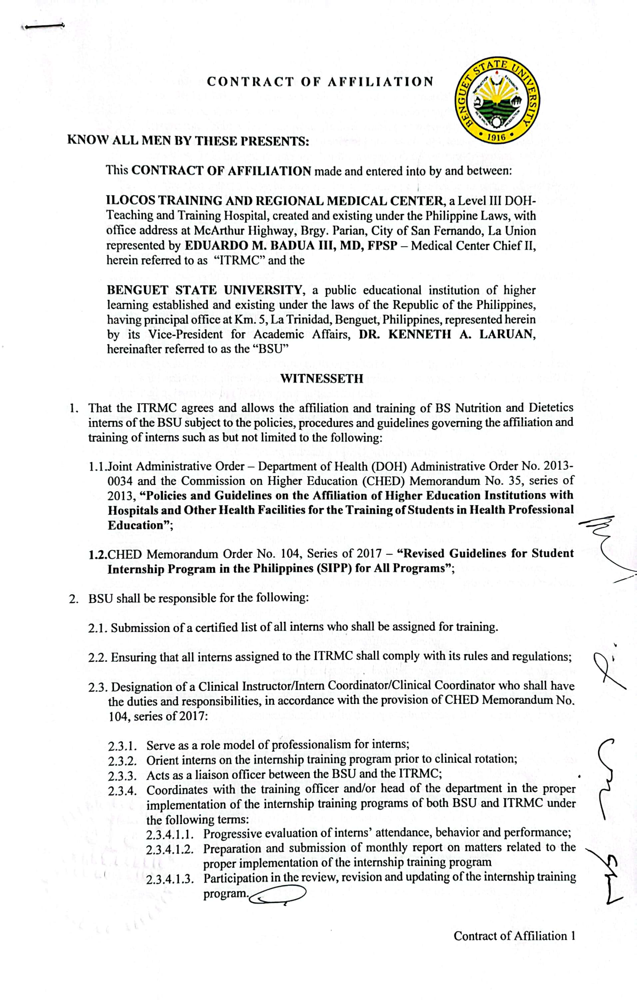 CONTRACT OF AFFILIATION
BENGUET STATE UNIVERSITY
INSTRUCTION
EXTENSION
RESEARCH
PRODUCTION
• 1916 •
KNOW ALL MEN BY THESE PRESENTS:
This CONTRACT OF AFFILIATION made and entered into by and between:
ILOCOS TRAINING AND REGIONAL MEDICAL CENTER, a Level III DOH-
Teaching and Training Hospital, created and existing under the Philippine Laws, with
office address at McArthur Highway, Brgy. Parian, City of San Fernando, La Union
represented by EDUARDO M. BADUA III, MD, FPSP – Medical Center Chief II,
herein referred to as “ITRMC” and the
BENGUET STATE UNIVERSITY, a public educational institution of higher
learning established and existing under the laws of the Republic of the Philippines,
having principal office at Km. 5, La Trinidad, Benguet, Philippines, represented herein
by its Vice-President for Academic Affairs, DR. KENNETH A. LARUAN,
hereinafter referred to as the “BSU”
WITNESSETH
1. That the ITRMC agrees and allows the affiliation and training of BS Nutrition and Dietetics
interns of the BSU subject to the policies, procedures and guidelines governing the affiliation and
training of interns such as but not limited to the following:
1.1.Joint Administrative Order – Department of Health (DOH) Administrative Order No. 2013-
0034 and the Commission on Higher Education (CHED) Memorandum No. 35, series of
2013, “Policies and Guidelines on the Affiliation of Higher Education Institutions with
Hospitals and Other Health Facilities for the Training of Students in Health Professional
Education”;
1.2.CHED Memorandum Order No. 104, Series of 2017 – “Revised Guidelines for Student
Internship Program in the Philippines (SIPP) for All Programs”;
2. BSU shall be responsible for the following:
2.1. Submission of a certified list of all interns who shall be assigned for training.
2.2. Ensuring that all interns assigned to the ITRMC shall comply with its rules and regulations;
2.3. Designation of a Clinical Instructor/Intern Coordinator/Clinical Coordinator who shall have
the duties and responsibilities, in accordance with the provision of CHED Memorandum No.
104, series of 2017:
2.3.1. Serve as a role model of professionalism for interns;
2.3.2. Orient interns on the internship training program prior to clinical rotation;
2.3.3. Acts as a liaison officer between the BSU and the ITRMC;
2.3.4. Coordinates with the training officer and/or head of the department in the proper
implementation of the internship training programs of both BSU and ITRMC under
the following terms:
2.3.4.1.1. Progressive evaluation of interns’ attendance, behavior and performance;
2.3.4.1.2. Preparation and submission of monthly report on matters related to the
proper implementation of the internship training program
2.3.4.1.3. Participation in the review, revision and updating of the internship training
program.
Contract of Affiliation 1